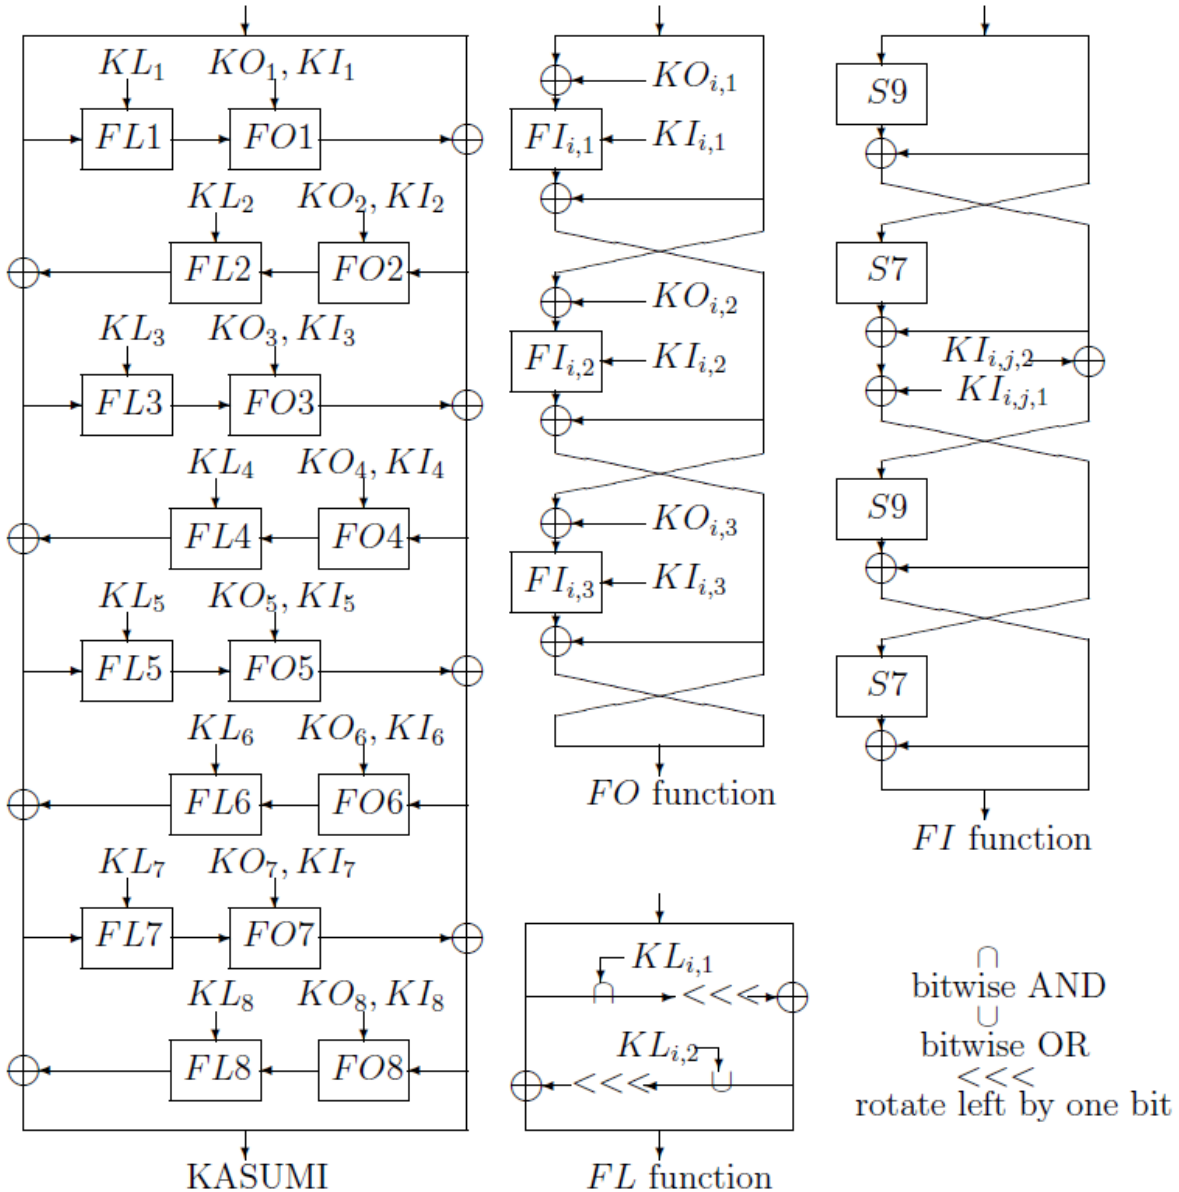 KL₁ KO₁, KI₁
FL1 FO1
KL₂ KO₂, KI₂
FL2 FO2
KL₃ KO₃, KI₃
FL3 FO3
KL₄ KO₄, KI₄
FL4 FO4
KL₅ KO₅, KI₅
FL5 FO5
KL₆ KO₆, KI₆
FL6 FO6
KL₇ KO₇, KI₇
FL7 FO7
KL₈ KO₈, KI₈
FL8 FO8
KASUMI
KOᵢ,₁
FIᵢ,₁ KIᵢ,₁
KOᵢ,₂
FIᵢ,₂ KIᵢ,₂
KOᵢ,₃
FIᵢ,₃ KIᵢ,₃
FO function
S9
S7
KIᵢ,ⱼ,₂
KIᵢ,ⱼ,₁
S9
S7
FI function
KLᵢ,₁
∩ <<<
KLᵢ,₂
<<< ∪
FL function
∩
bitwise AND
∪
bitwise OR
<<<
rotate left by one bit